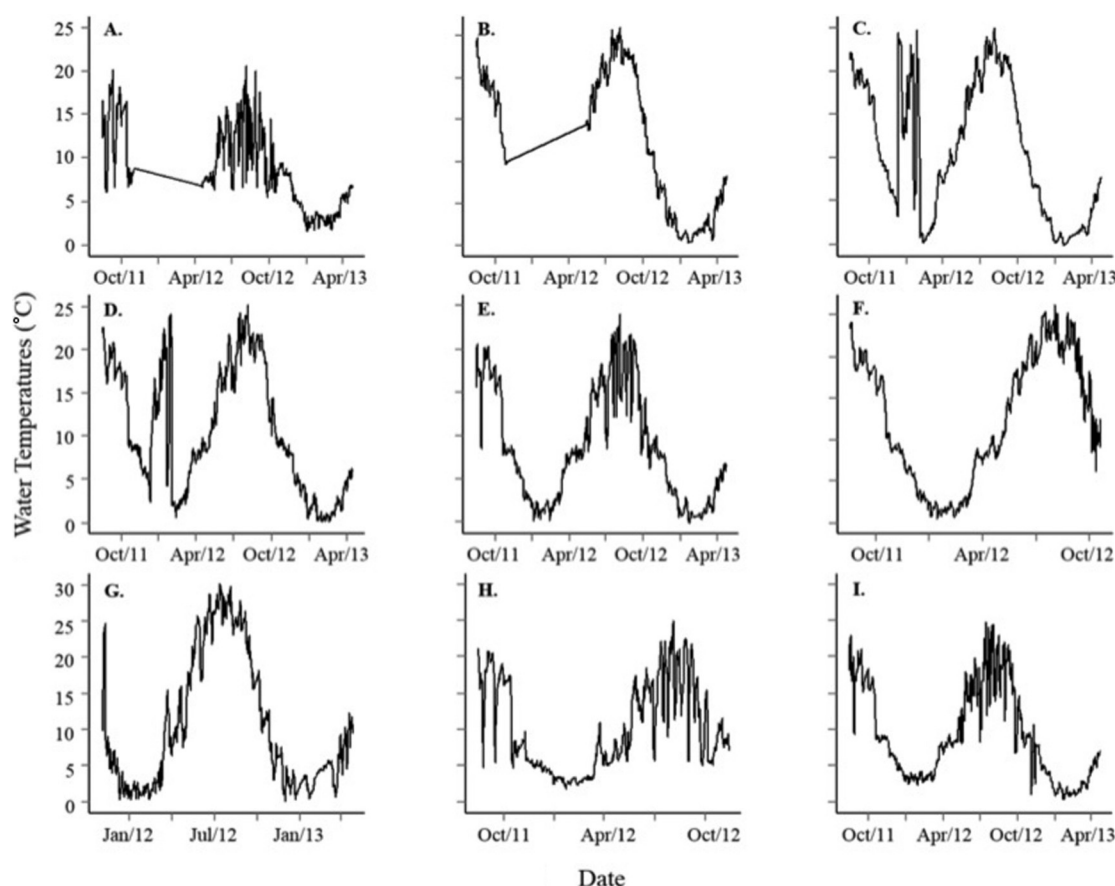 A. B. C.
25
20
15
10
5
0
Oct/11 Apr/12 Oct/12 Apr/13 Oct/11 Apr/12 Oct/12 Apr/13 Oct/11 Apr/12 Oct/12 Apr/13
D. E. F.
25
20
15
10
5
0
Oct/11 Apr/12 Oct/12 Apr/13 Oct/11 Apr/12 Oct/12 Apr/13 Oct/11 Apr/12 Oct/12
G. H. I.
30
25
20
15
10
5
0
Jan/12 Jul/12 Jan/13 Oct/11 Apr/12 Oct/12 Oct/11 Apr/12 Oct/12 Apr/13
Water Temperatures (°C)
Date